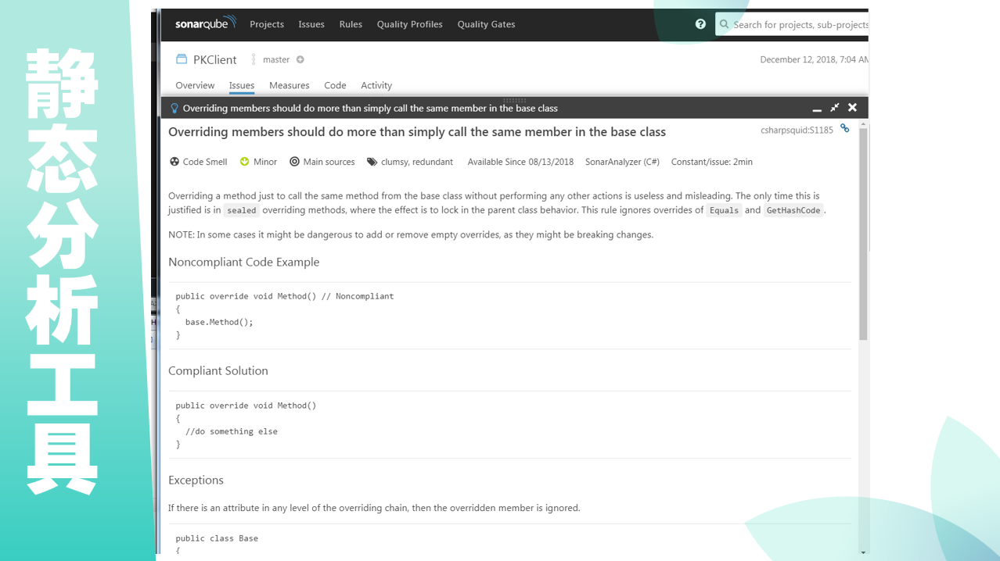 静态分析工具
sonarqube Projects Issues Rules Quality Profiles Quality Gates ? Search for projects, sub-projects
PKClient master December 12, 2018, 7:04 AM
Overview Issues Measures Code Activity
Overriding members should do more than simply call the same member in the base class
Overriding members should do more than simply call the same member in the base class csharpsquid:S1185
Code Smell Minor Main sources clumsy, redundant Available Since 08/13/2018 SonarAnalyzer (C#) Constant/issue: 2min
Overriding a method just to call the same method from the base class without performing any other actions is useless and misleading. The only time this is
justified is in sealed overriding methods, where the effect is to lock in the parent class behavior. This rule ignores overrides of Equals and GetHashCode.
NOTE: In some cases it might be dangerous to add or remove empty overrides, as they might be breaking changes.
Noncompliant Code Example
public override void Method() // Noncompliant
{
base.Method();
}
Compliant Solution
public override void Method()
{
//do something else
}
Exceptions
If there is an attribute in any level of the overriding chain, then the overridden member is ignored.
public class Base
{